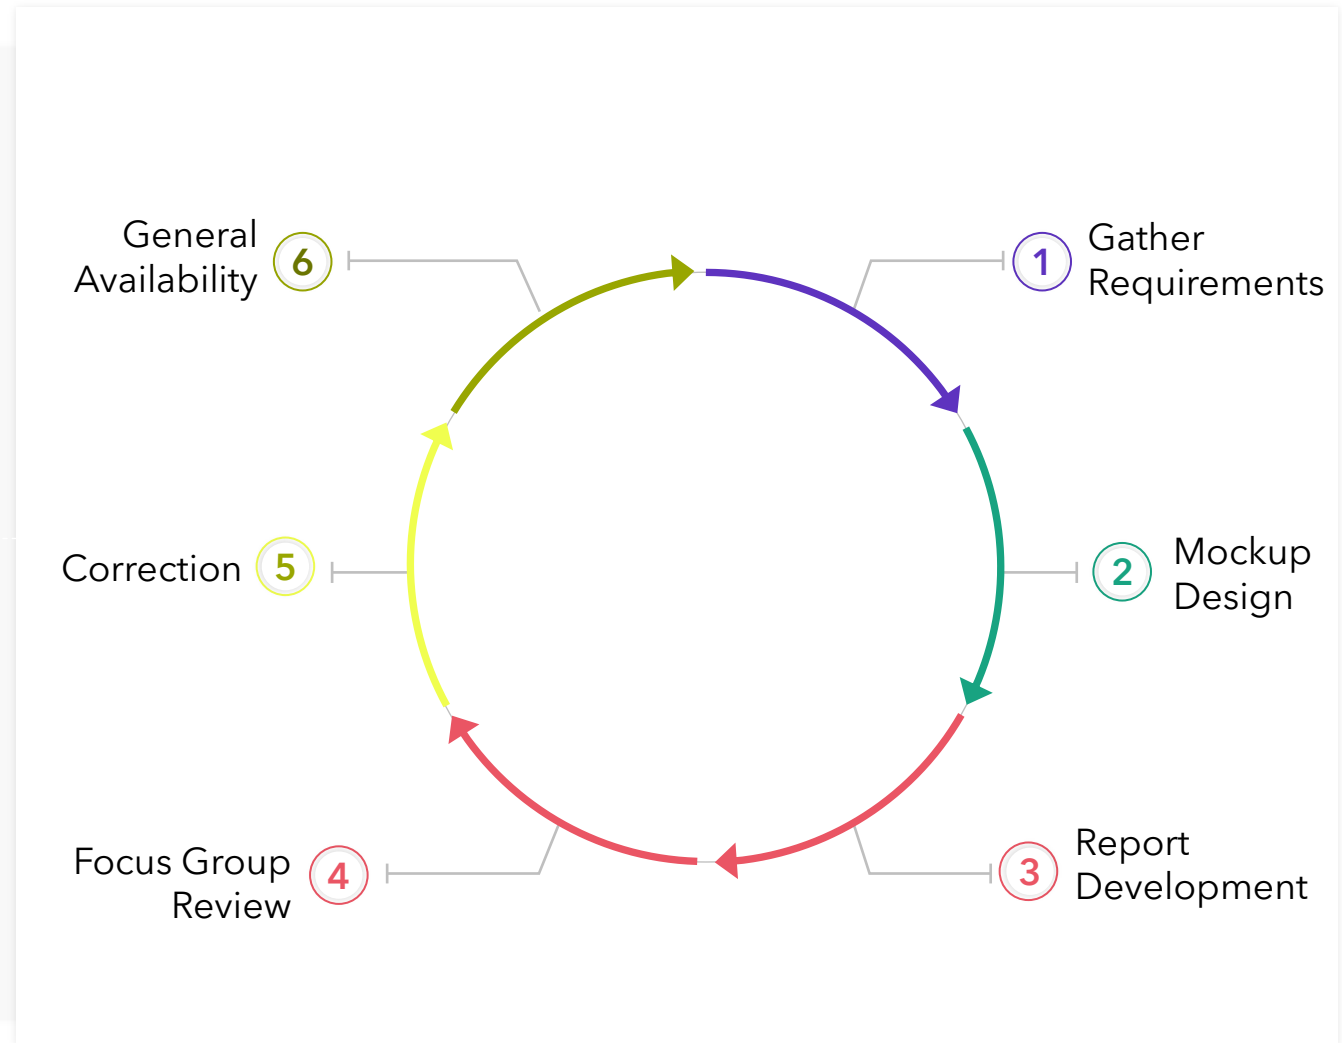 1
Gather
Requirements
2
Mockup
Design
3
Report
Development
4
Focus Group
Review
5
Correction
6
General
Availability